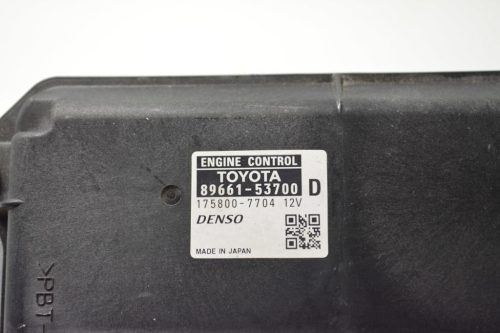 ENGINE CONTROL
TOYOTA
89661-53700 D
175800-7704 12V
DENSO
MADE IN JAPAN
>PBT-